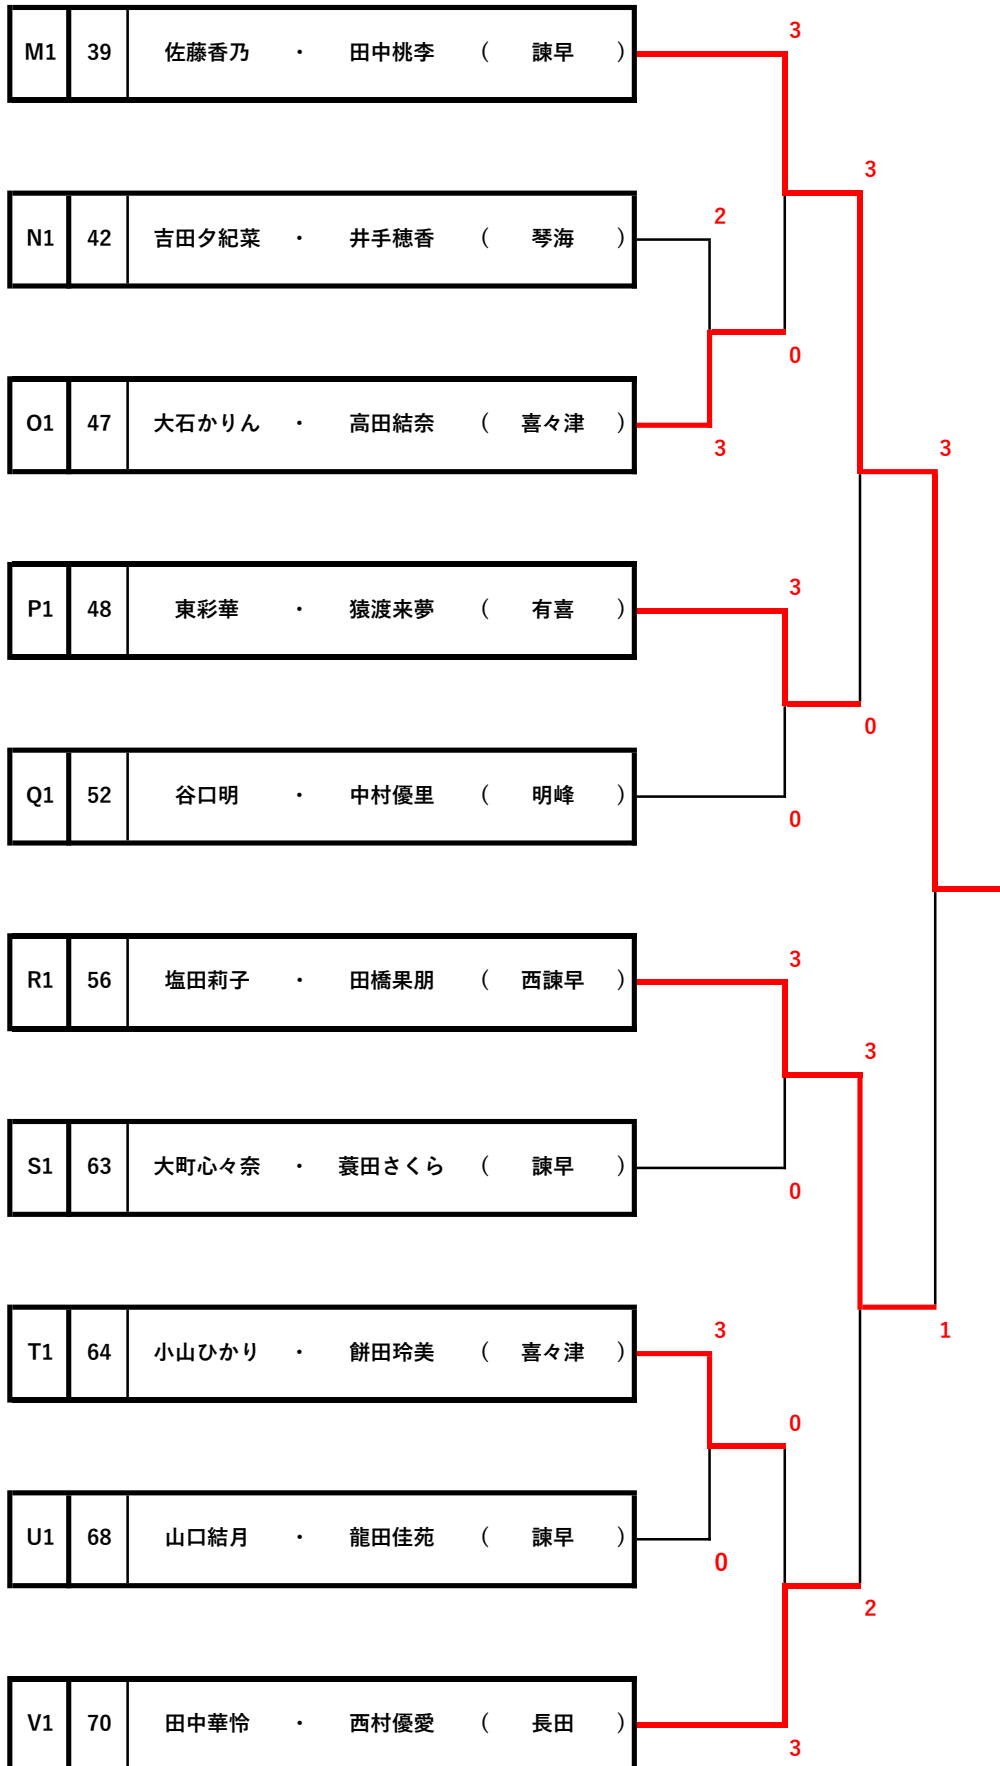 3
M1 39 佐藤香乃 ・ 田中桃李 ( 諫早 )
3
2
N1 42 吉田夕紀菜 ・ 井手穂香 ( 琴海 )
0
O1 47 大石かりん ・ 高田結奈 ( 喜々津 )
3
3
3
P1 48 東彩華 ・ 猿渡来夢 ( 有喜 )
0
Q1 52 谷口明 ・ 中村優里 ( 明峰 )
0
3
R1 56 塩田莉子 ・ 田橋果朋 ( 西諫早 )
3
S1 63 大町心々奈 ・ 蓑田さくら ( 諫早 )
0
3
1
T1 64 小山ひかり ・ 餅田玲美 ( 喜々津 )
0
U1 68 山口結月 ・ 龍田佳苑 ( 諫早 )
0
2
V1 70 田中華怜 ・ 西村優愛 ( 長田 )
3